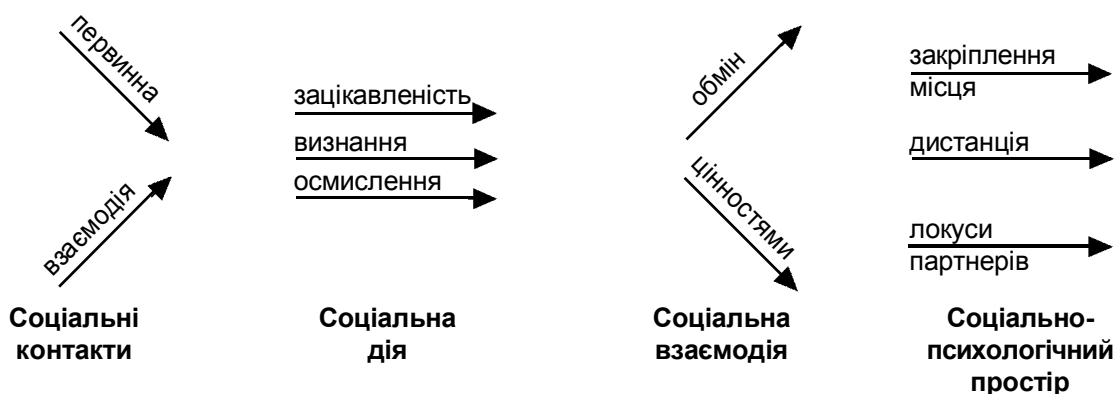 первинна
взаємодія
Соціальні
контакти
зацікавленість
визнання
осмислення
Соціальна
дія
обмін
цінностями
Соціальна
взаємодія
закріплення
місця
дистанція
локуси
партнерів
Соціально-
психологічний
простір